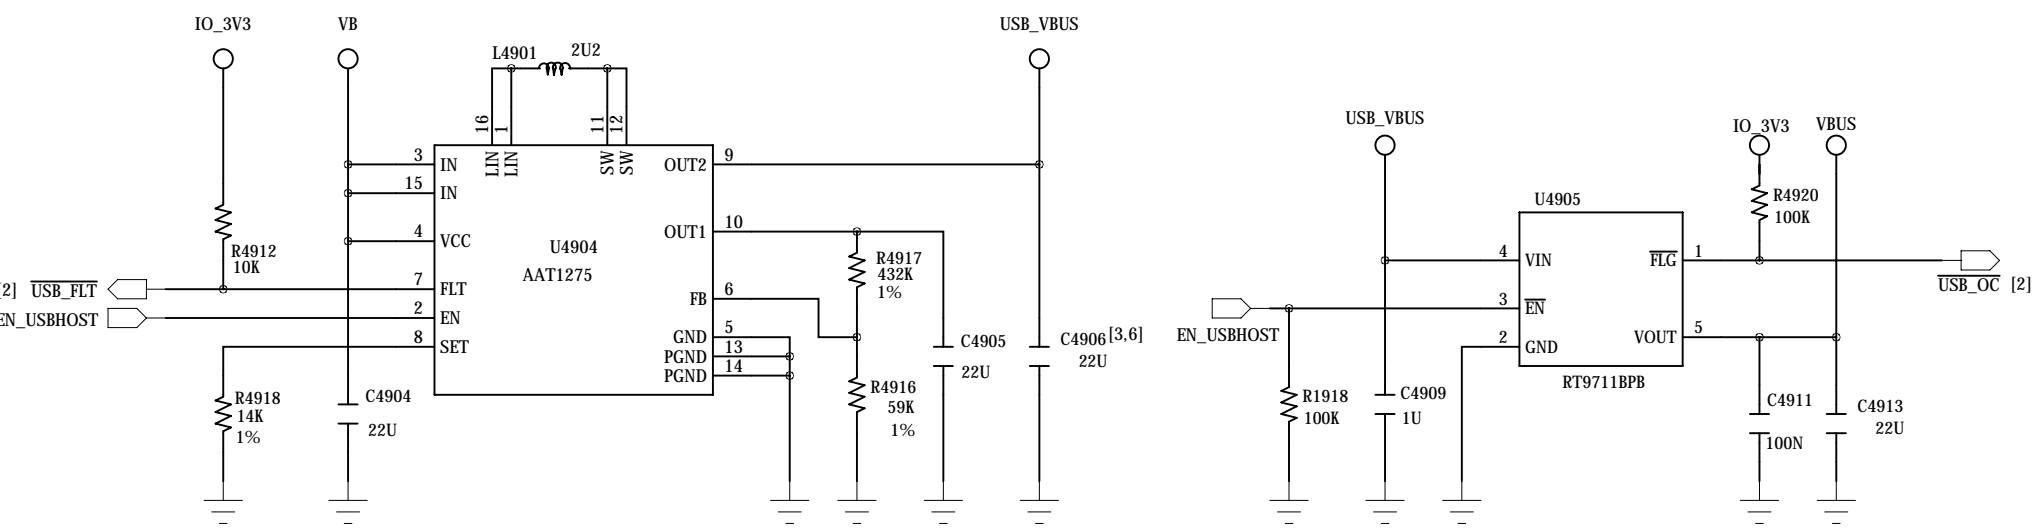 IO_3V3
VB
USB_VBUS
L4901
2U2
16
1
11
12
LIN
LIN
SW
SW
3
IN
15
IN
4
VCC
7
FLT
2
EN
8
SET
U4904
AAT1275
OUT2
9
OUT1
10
FB
6
GND
5
PGND
13
PGND
14
R4912
10K
[2] USB_FLT
EN_USBHOST
R4918
14K
1%
C4904
22U
R4917
432K
1%
R4916
59K
1%
C4905
22U
C4906
22U
[3,6]
USB_VBUS
IO_3V3
VBUS
U4905
R4920
100K
4
VIN
3
EN
2
GND
FLG
1
VOUT
5
RT9711BPB
USB_OC [2]
EN_USBHOST
R1918
100K
C4909
1U
C4911
100N
C4913
22U